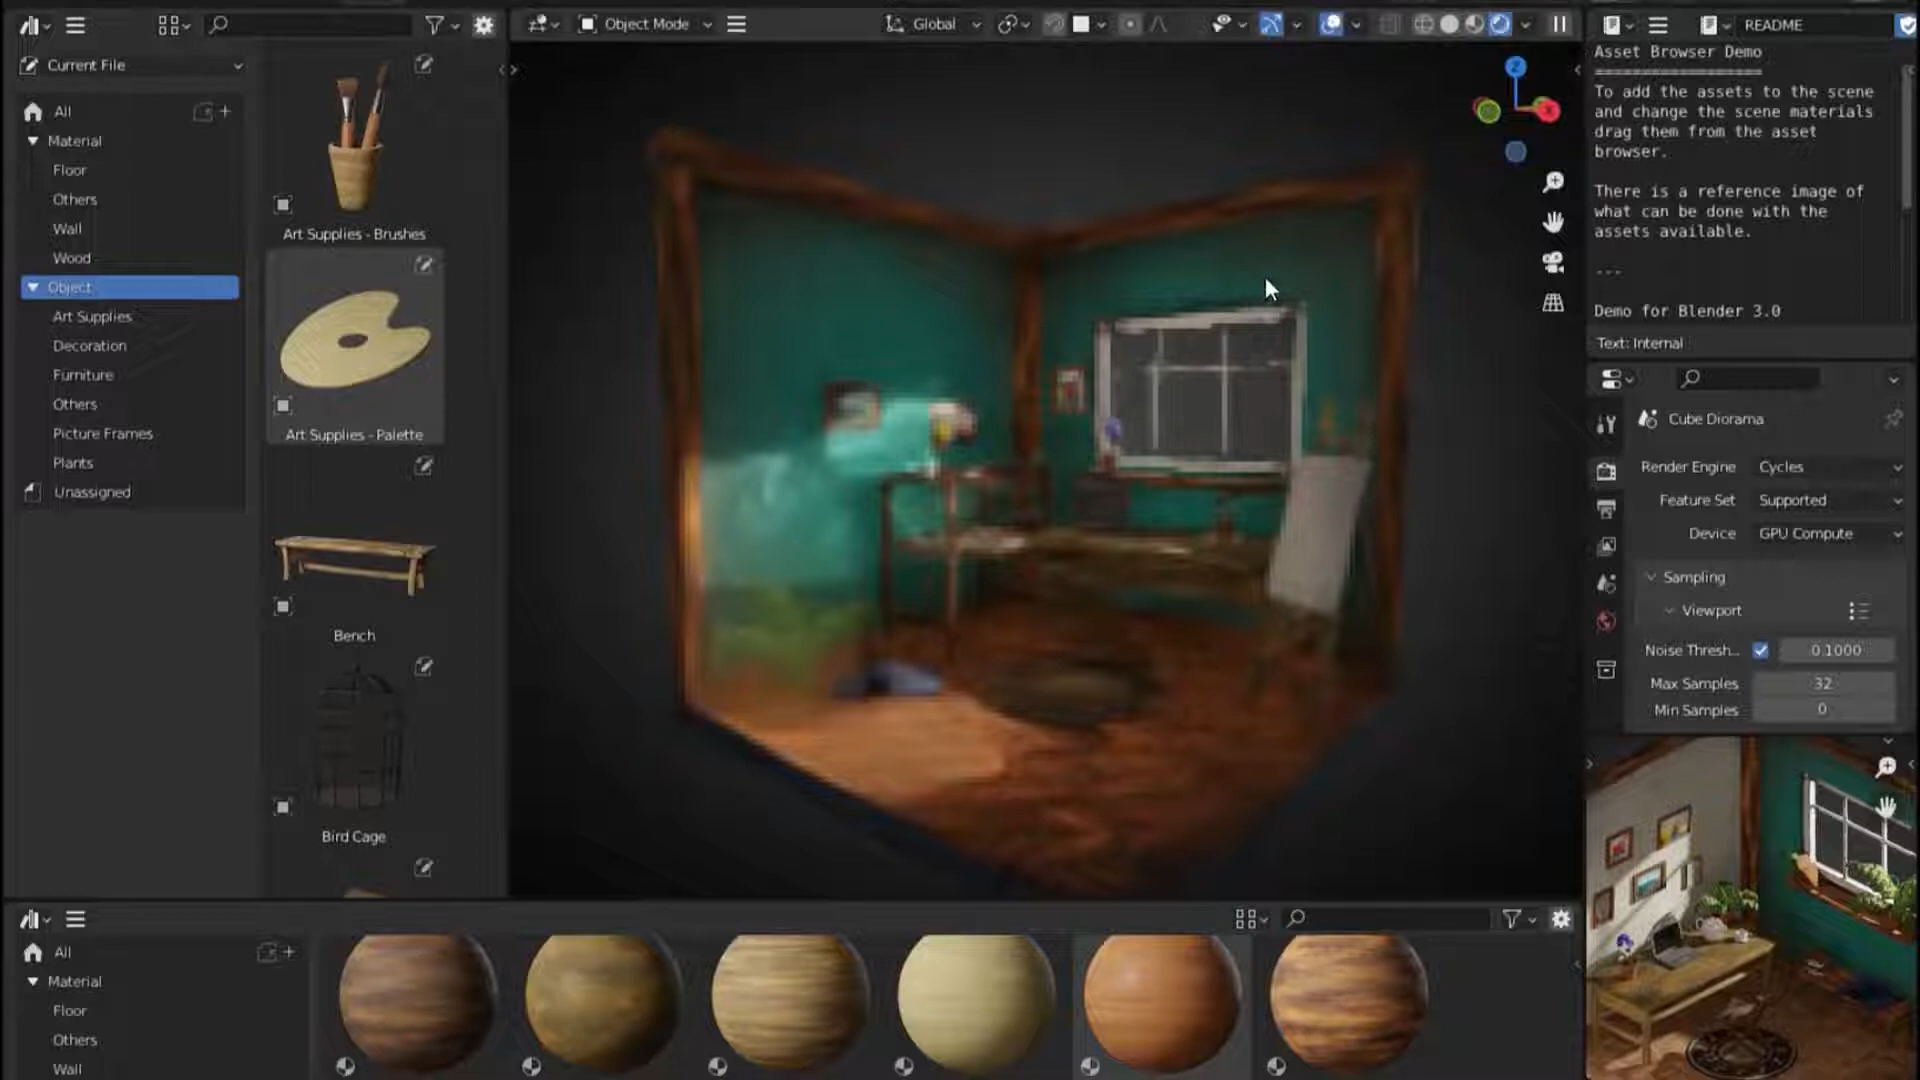 Object Mode
Global
README
Current File
All
Material
Floor
Others
Wall
Wood
Object
Art Supplies
Decoration
Furniture
Others
Picture Frames
Plants
Unassigned
Art Supplies - Brushes
Art Supplies - Palette
Bench
Bird Cage
Z
Asset Browser Demo
====================
To add the assets to the scene
and change the scene materials
drag them from the asset
browser.
There is a reference image of
what can be done with the
assets available.
---
Demo for Blender 3.0
Text: Internal
Cube Diorama
Render Engine Cycles
Feature Set Supported
Device GPU Compute
Sampling
Viewport
Noise Thresh... 0.1000
Max Samples 32
Min Samples 0
All
Material
Floor
Others
Wall